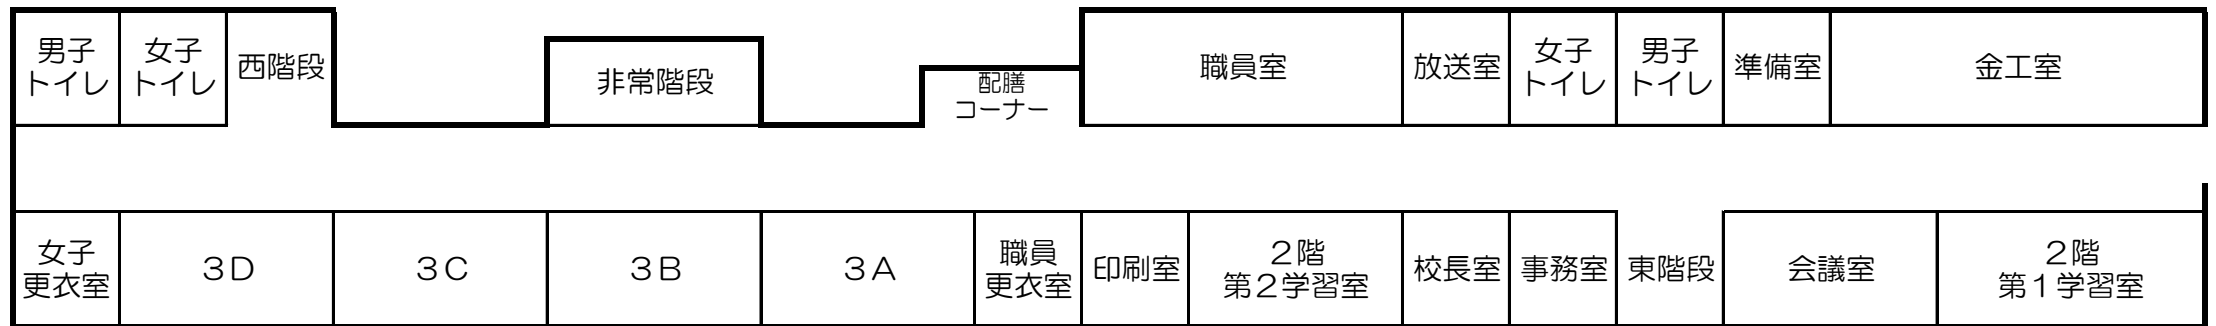 男子
トイレ
女子
トイレ
西階段
非常階段
配膳
コーナー
職員室
放送室
女子
トイレ
男子
トイレ
準備室
金工室
女子
更衣室
３Ｄ
３Ｃ
３Ｂ
３Ａ
職員
更衣室
印刷室
２階
第２学習室
校長室
事務室
東階段
会議室
２階
第１学習室